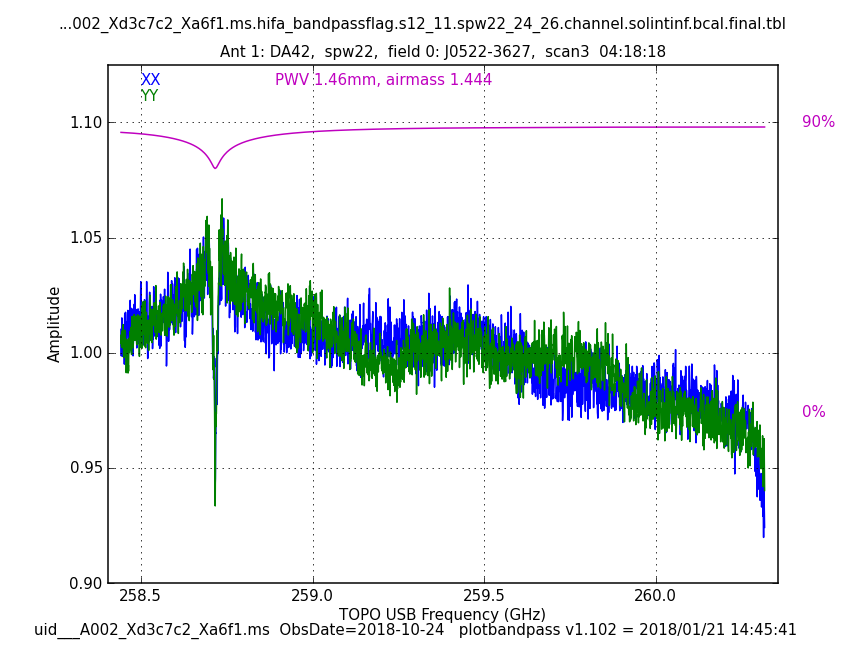 ...002_Xd3c7c2_Xa6f1.ms.hifa_bandpassflag.s12_11.spw22_24_26.channel.solintinf.bcal.final.tbl
Ant 1: DA42,  spw22,  field 0: J0522-3627,  scan3  04:18:18
XX
PWV 1.46mm, airmass 1.444
YY
1.10
90%
1.05
Amplitude
1.00
0%
0.95
0.90
258.5
259.0
259.5
260.0
TOPO USB Frequency (GHz)
uid___A002_Xd3c7c2_Xa6f1.ms  ObsDate=2018-10-24   plotbandpass v1.102 = 2018/01/21 14:45:41